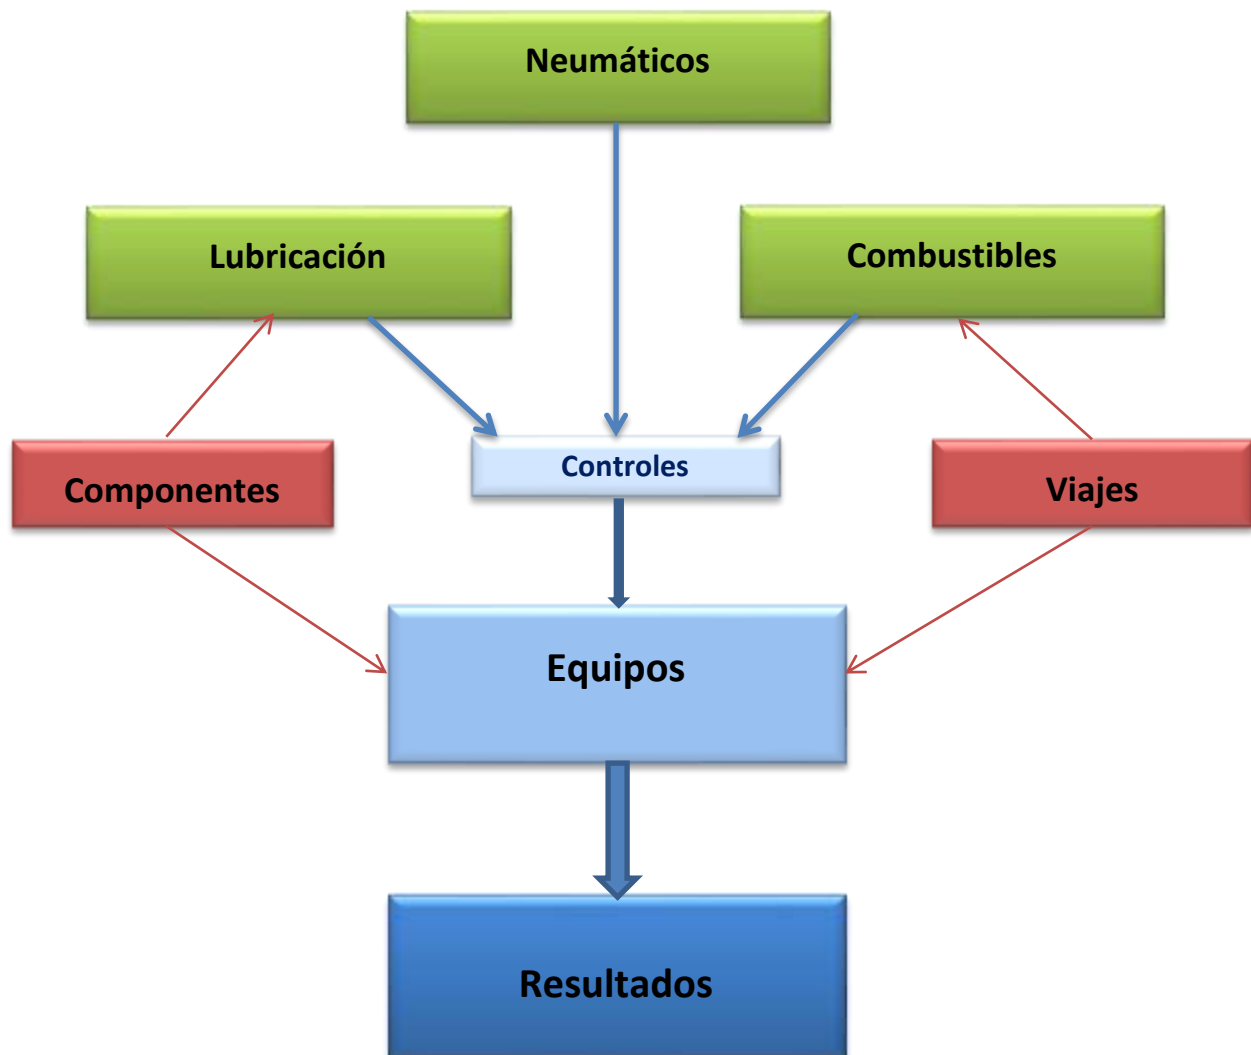 Neumáticos
Lubricación
Combustibles
Componentes
Controles
Viajes
Equipos
Resultados